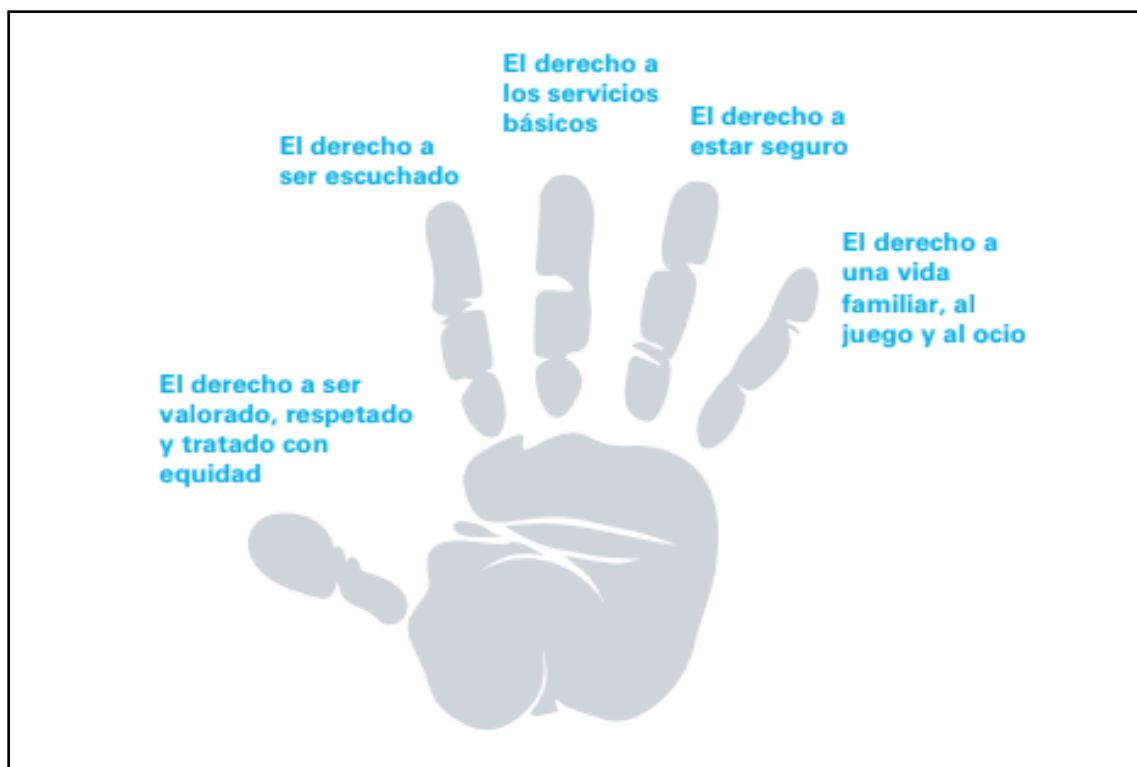 El derecho a
los servicios
básicos
El derecho a
estar seguro
El derecho a
ser escuchado
El derecho a
una vida
familiar, al
juego y al ocio
El derecho a ser
valorado, respetado
y tratado con
equidad